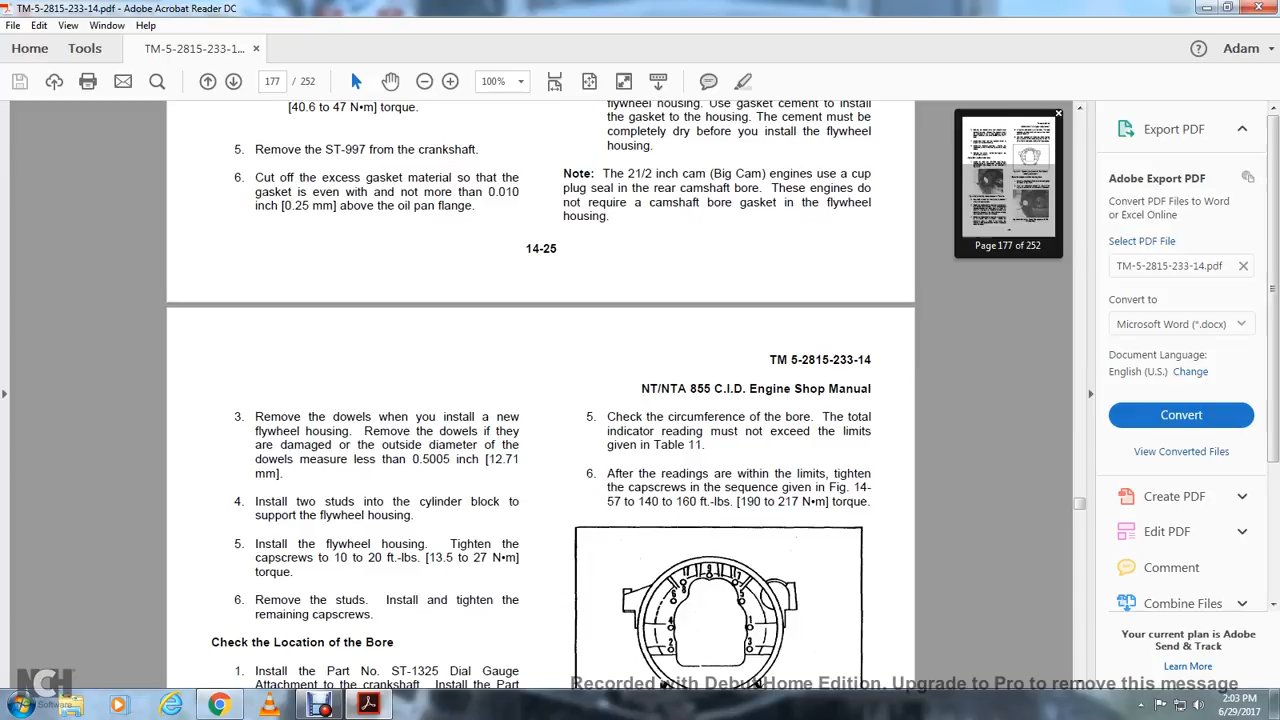 TM-5-2815-233-14.pdf - Adobe Acrobat Reader DC
File Edit View Window Help
Home Tools TM-5-2815-233-1... × Adam
177 / 252 100%
[40.6 to 47 N•m] torque.
5. Remove the ST-997 from the crankshaft.
6. Cut off the excess gasket material so that the
gasket is even with and not more than 0.010
inch [0.25 mm] above the oil pan flange.
flywheel housing. Use gasket cement to install
the gasket to the housing. The cement must be
completely dry before you install the flywheel
housing.
Note: The 21/2 inch cam (Big Cam) engines use a cup
plug seal in the rear camshaft bore. These engines do
not require a camshaft bore gasket in the flywheel
housing.
14-25
TM 5-2815-233-14
NT/NTA 855 C.I.D. Engine Shop Manual
3. Remove the dowels when you install a new
flywheel housing. Remove the dowels if they
are damaged or the outside diameter of the
dowels measure less than 0.5005 inch [12.71
mm].
4. Install two studs into the cylinder block to
support the flywheel housing.
5. Install the flywheel housing. Tighten the
capscrews to 10 to 20 ft.-lbs. [13.5 to 27 N•m]
torque.
6. Remove the studs. Install and tighten the
remaining capscrews.
Check the Location of the Bore
1. Install the Part No. ST-1325 Dial Gauge
Attachment to the crankshaft. Install the Part
5. Check the circumference of the bore. The total
indicator reading must not exceed the limits
given in Table 11.
6. After the readings are within the limits, tighten
the capscrews in the sequence given in Fig. 14-
57 to 140 to 160 ft.-lbs. [190 to 217 N•m] torque.
Page 177 of 252
Export PDF
Adobe Export PDF
Convert PDF Files to Word
or Excel Online
Select PDF File
TM-5-2815-233-14.pdf
Convert to
Microsoft Word (*.docx)
Document Language:
English (U.S.) Change
Convert
View Converted Files
Create PDF
Edit PDF
Comment
Combine Files
Your current plan is Adobe
Send & Track
Learn More
NCH
Software
Recorded with Debut Home Edition. Upgrade to Pro to remove this message
2:03 PM
6/29/2017